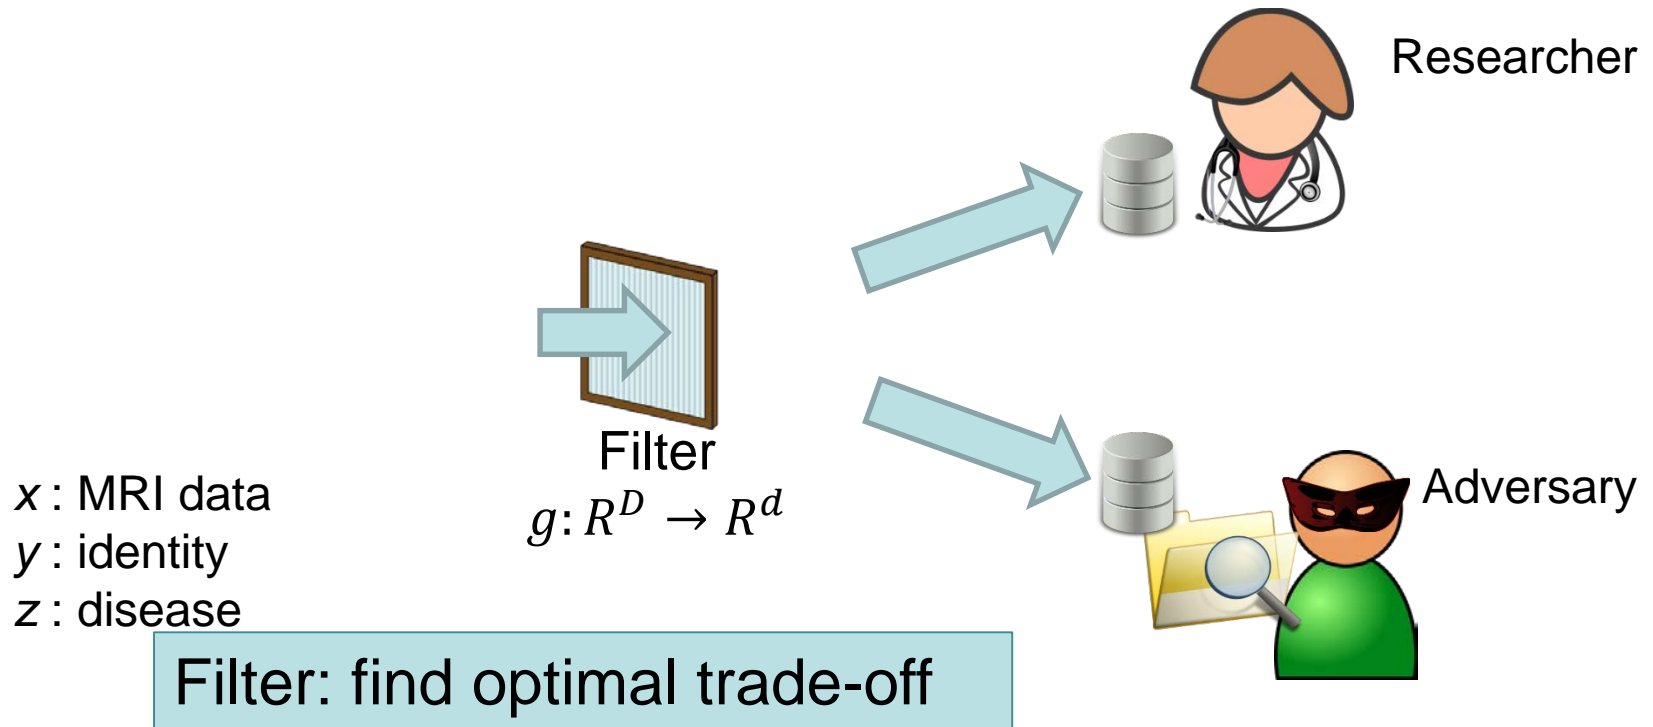 Researcher
Filter
g: R^D → R^d
Adversary
x : MRI data
y : identity
z : disease
Filter: find optimal trade-off